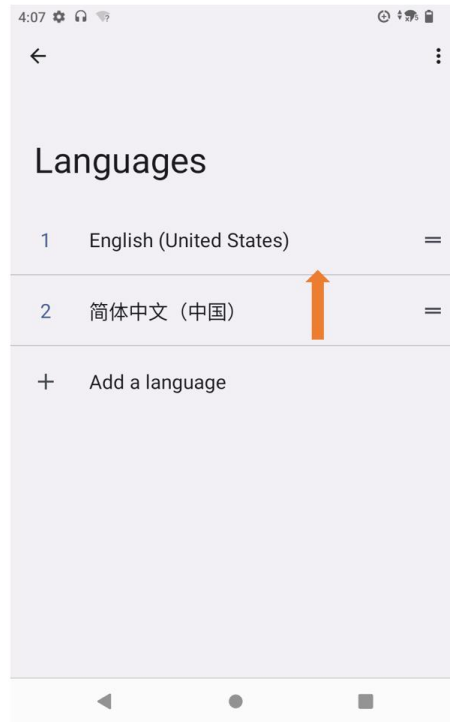 4:07
Languages
1 English (United States)
2 简体中文（中国）
+ Add a language